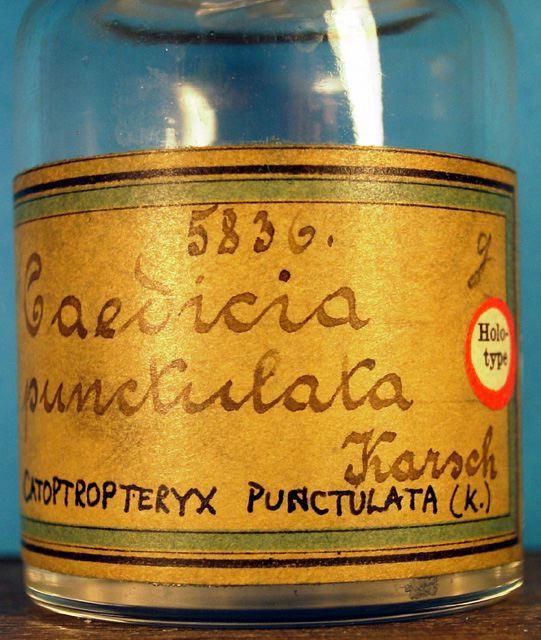 5836.
Caedicia
punctulata
Karsch
CATOPTROPTERYX PUNCTULATA (K.)
Holo-
type